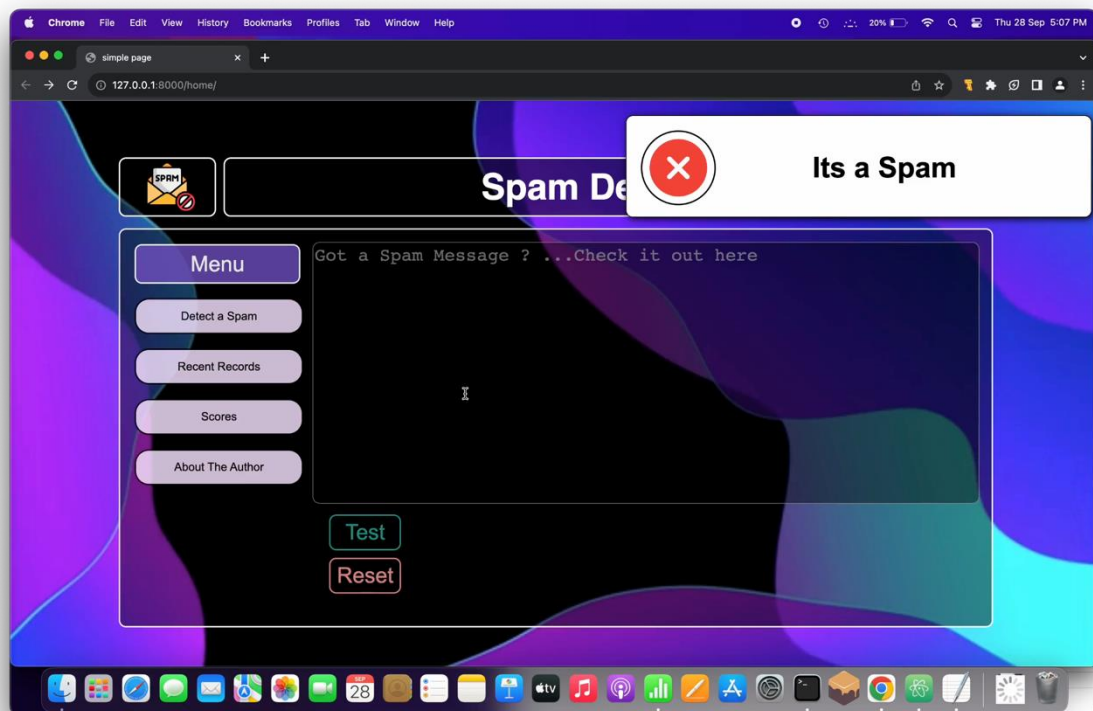 Chrome File Edit View History Bookmarks Profiles Tab Window Help 20% Thu 28 Sep 5:07 PM
simple page
127.0.0.1:8000/home/
SPAM
Spam De
Its a Spam
Menu
Got a Spam Message ? ...Check it out here
Detect a Spam
Recent Records
Scores
About The Author
Test
Reset
SEP
28
tv